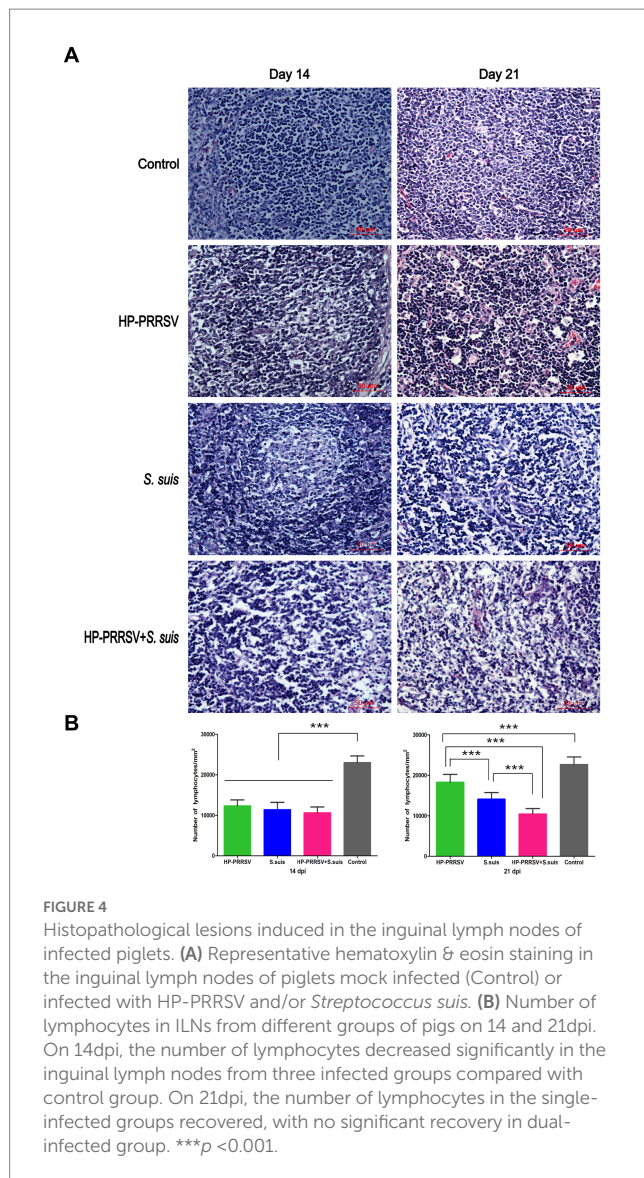 A
Day 14 Day 21
Control
HP-PRRSV
S. suis
HP-PRRSV+S. suis
B
*** ***
***
*** ***
Number of lymphocytes/mm²
30000
20000
10000
0
HP-PRRSV S.suis HP-PRRSV+S.suis Control
14 dpi
Number of lymphocytes/mm²
30000
20000
10000
0
HP-PRRSV S.suis HP-PRRSV+S.suis Control
21 dpi
FIGURE 4
Histopathological lesions induced in the inguinal lymph nodes of
infected piglets. (A) Representative hematoxylin & eosin staining in
the inguinal lymph nodes of piglets mock infected (Control) or
infected with HP-PRRSV and/or Streptococcus suis. (B) Number of
lymphocytes in ILNs from different groups of pigs on 14 and 21dpi.
On 14dpi, the number of lymphocytes decreased significantly in the
inguinal lymph nodes from three infected groups compared with
control group. On 21dpi, the number of lymphocytes in the single-
infected groups recovered, with no significant recovery in dual-
infected group. ***p <0.001.